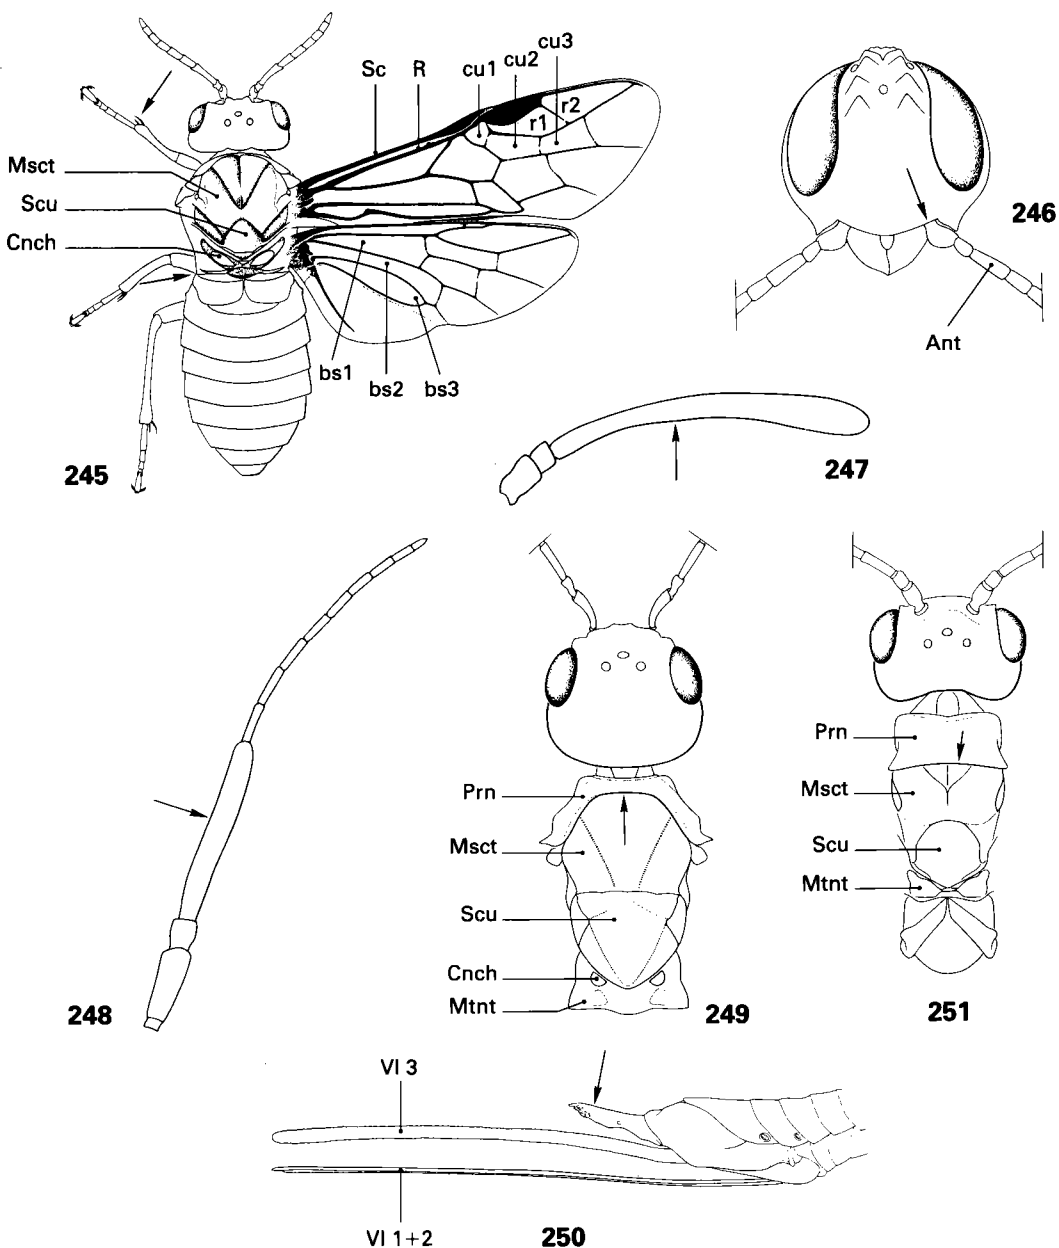 Sc R cu1 cu2 cu3
r1 r2
Msct
Scu
Cnch
bs1 bs2 bs3
245
246
Ant
247
248
Prn
Msct
Scu
Cnch
Mtnt
249
Prn
Msct
Scu
Mtnt
251
Vl 3
Vl 1+2
250